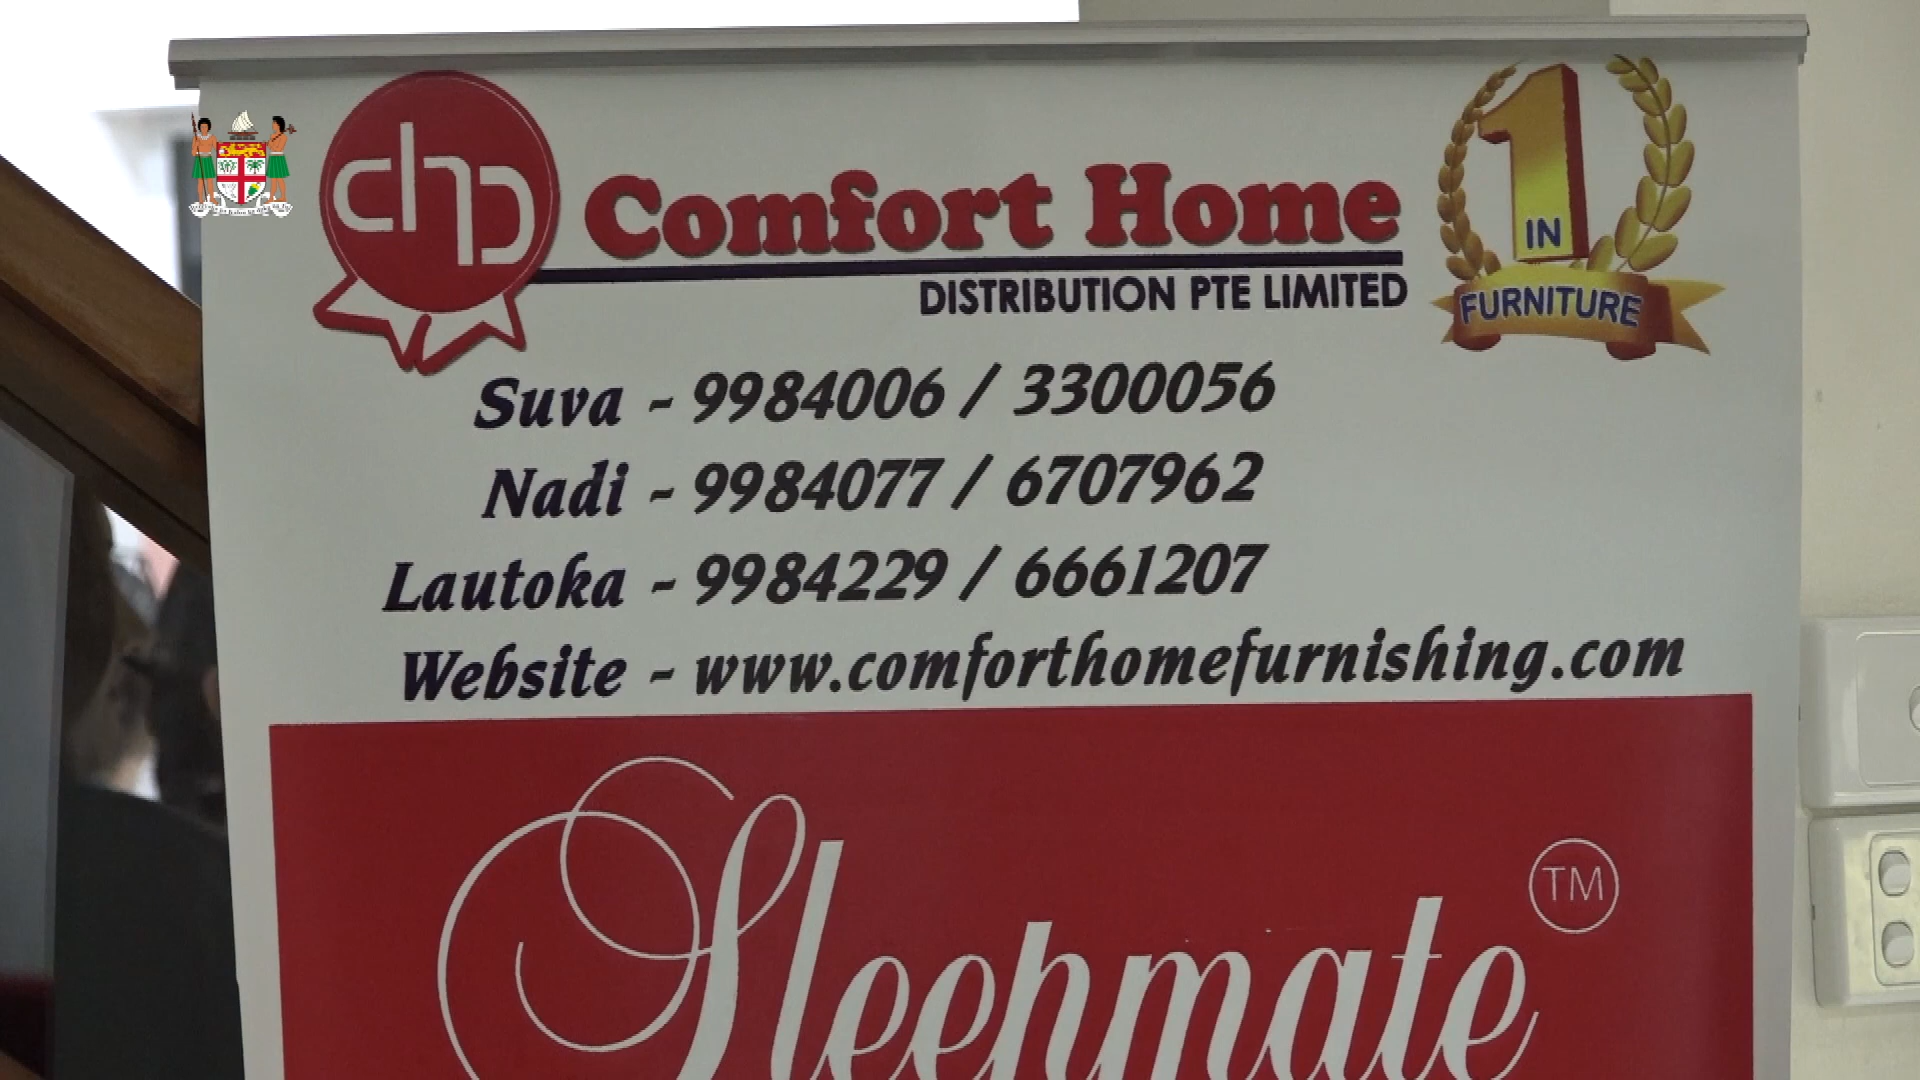 chd Comfort Home
DISTRIBUTION PTE LIMITED
1
IN
FURNITURE
Suva - 9984006 / 3300056
Nadi - 9984077 / 6707962
Lautoka - 9984229 / 6661207
Website - www.comforthomefurnishing.com
Sleepmate TM